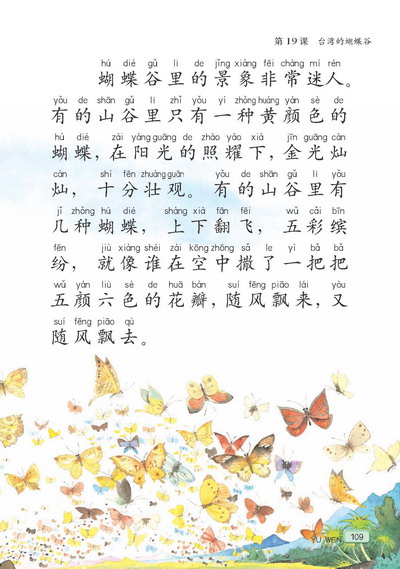 第19课 台湾的蝴蝶谷
hú dié gǔ lǐ de jǐng xiàng fēi cháng mí rén
蝴蝶谷里的景象非常迷人。
yǒu de shān gǔ lǐ zhǐ yǒu yì zhǒng huáng yán sè de
有的山谷里只有一种黄颜色的
hú dié zài yáng guāng de zhào yào xià jīn guāng càn
蝴蝶，在阳光的照耀下，金光灿
càn shí fēn zhuàng guān yǒu de shān gǔ lǐ yǒu
灿，十分壮观。有的山谷里有
jǐ zhǒng hú dié shàng xià fān fēi wǔ cǎi bīn
几种蝴蝶，上下翻飞，五彩缤
fēn jiù xiàng shéi zài kōng zhōng sǎ le yì bǎ bǎ
纷，就像谁在空中撒了一把把
wǔ yán liù sè de huā bàn suí fēng piāo lái yòu
五颜六色的花瓣，随风飘来，又
suí fēng piāo qù
随风飘去。
YU WEN 109